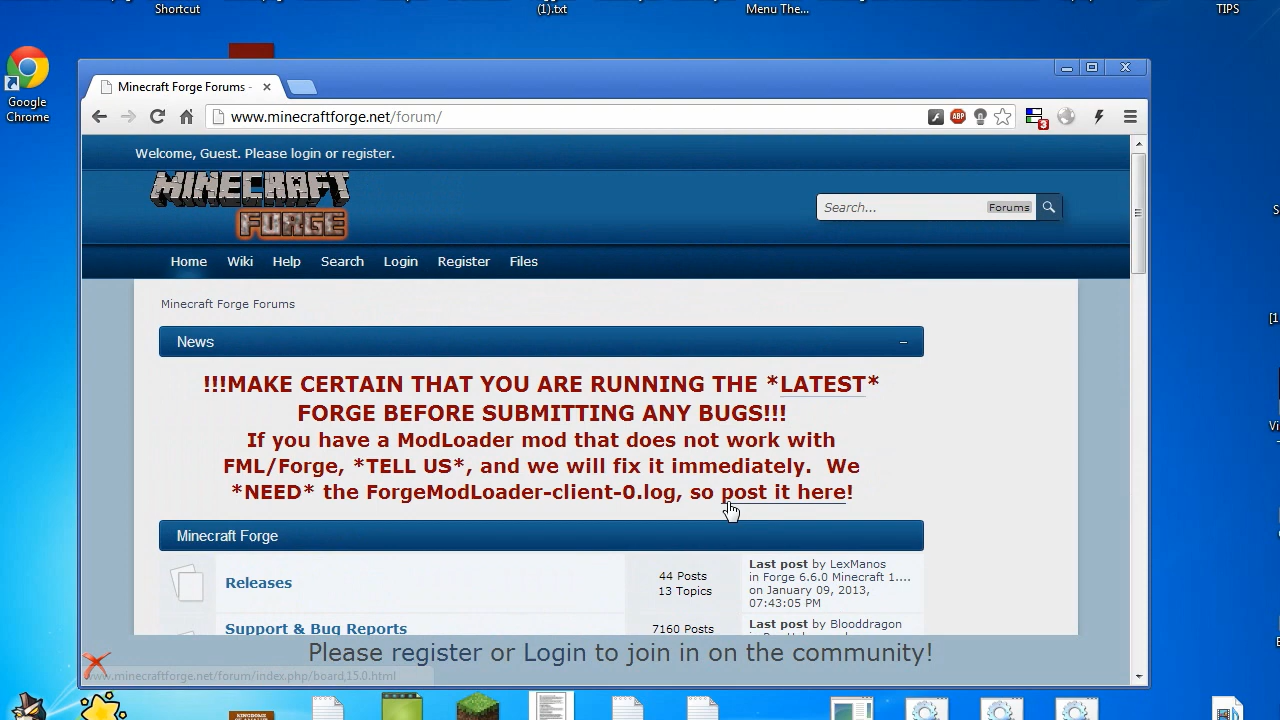 Shortcut
(1).txt
Menu The...
TIPS
Google
Chrome
Minecraft Forge Forums -
www.minecraftforge.net/forum/
ABP
3
Welcome, Guest. Please login or register.
MINECRAFT
FORGE
Search...
Forums
Home
Wiki
Help
Search
Login
Register
Files
Minecraft Forge Forums
News
!!!MAKE CERTAIN THAT YOU ARE RUNNING THE *LATEST*
FORGE BEFORE SUBMITTING ANY BUGS!!!
If you have a ModLoader mod that does not work with
FML/Forge, *TELL US*, and we will fix it immediately. We
*NEED* the ForgeModLoader-client-0.log, so post it here!
Minecraft Forge
Releases
44 Posts
13 Topics
Last post by LexManos
in Forge 6.6.0 Minecraft 1....
on January 09, 2013,
07:43:05 PM
Support & Bug Reports
7160 Posts
Last post by Blooddragon
Please register or Login to join in on the community!
www.minecraftforge.net/forum/index.php/board,15.0.html